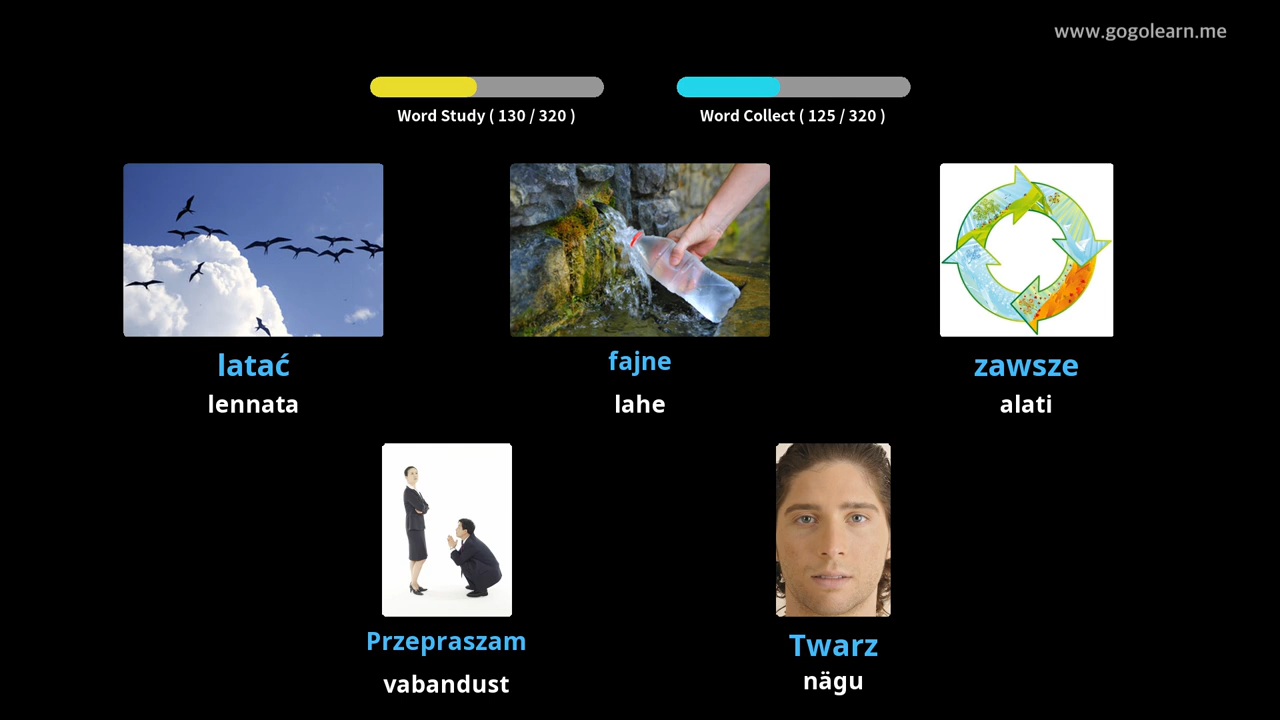 www.gogolearn.me
Word Study ( 130 / 320 )
Word Collect ( 125 / 320 )
latać
lennata
fajne
lahe
zawsze
alati
Przepraszam
vabandust
Twarz
nägu